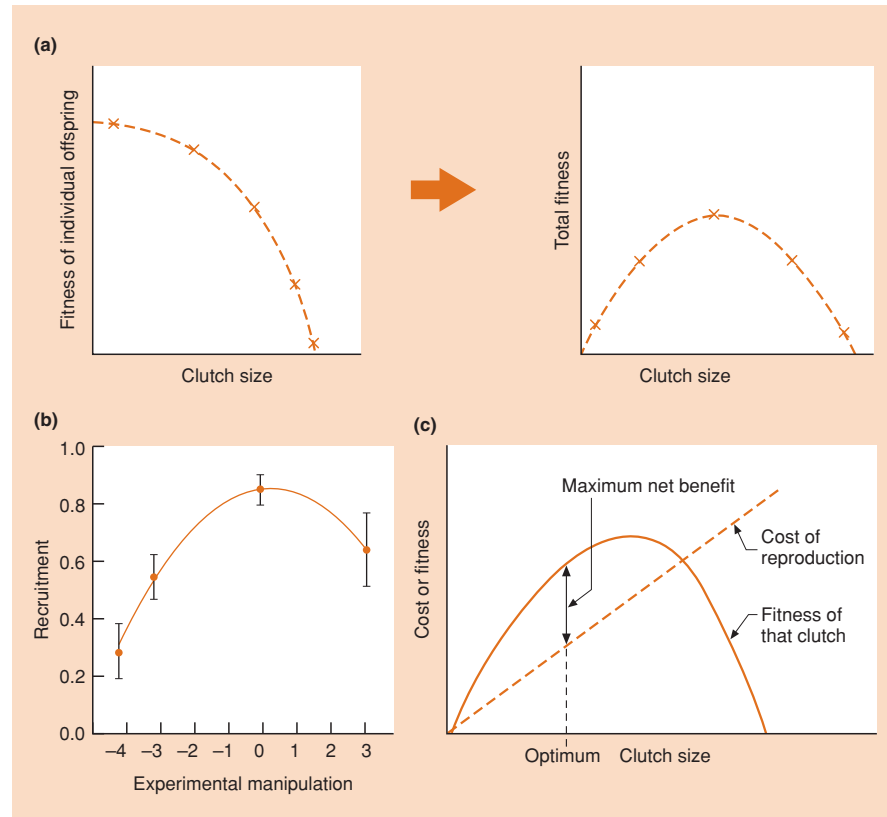 (a)
Fitness of individual offspring
Clutch size
Total fitness
Clutch size
(b)
Recruitment
1.0
0.8
0.6
0.4
0.2
0.0
–4 –3 –2 –1 0 1 2 3
Experimental manipulation
(c)
Cost or fitness
Maximum net benefit
Cost of
reproduction
Fitness of
that clutch
Optimum Clutch size